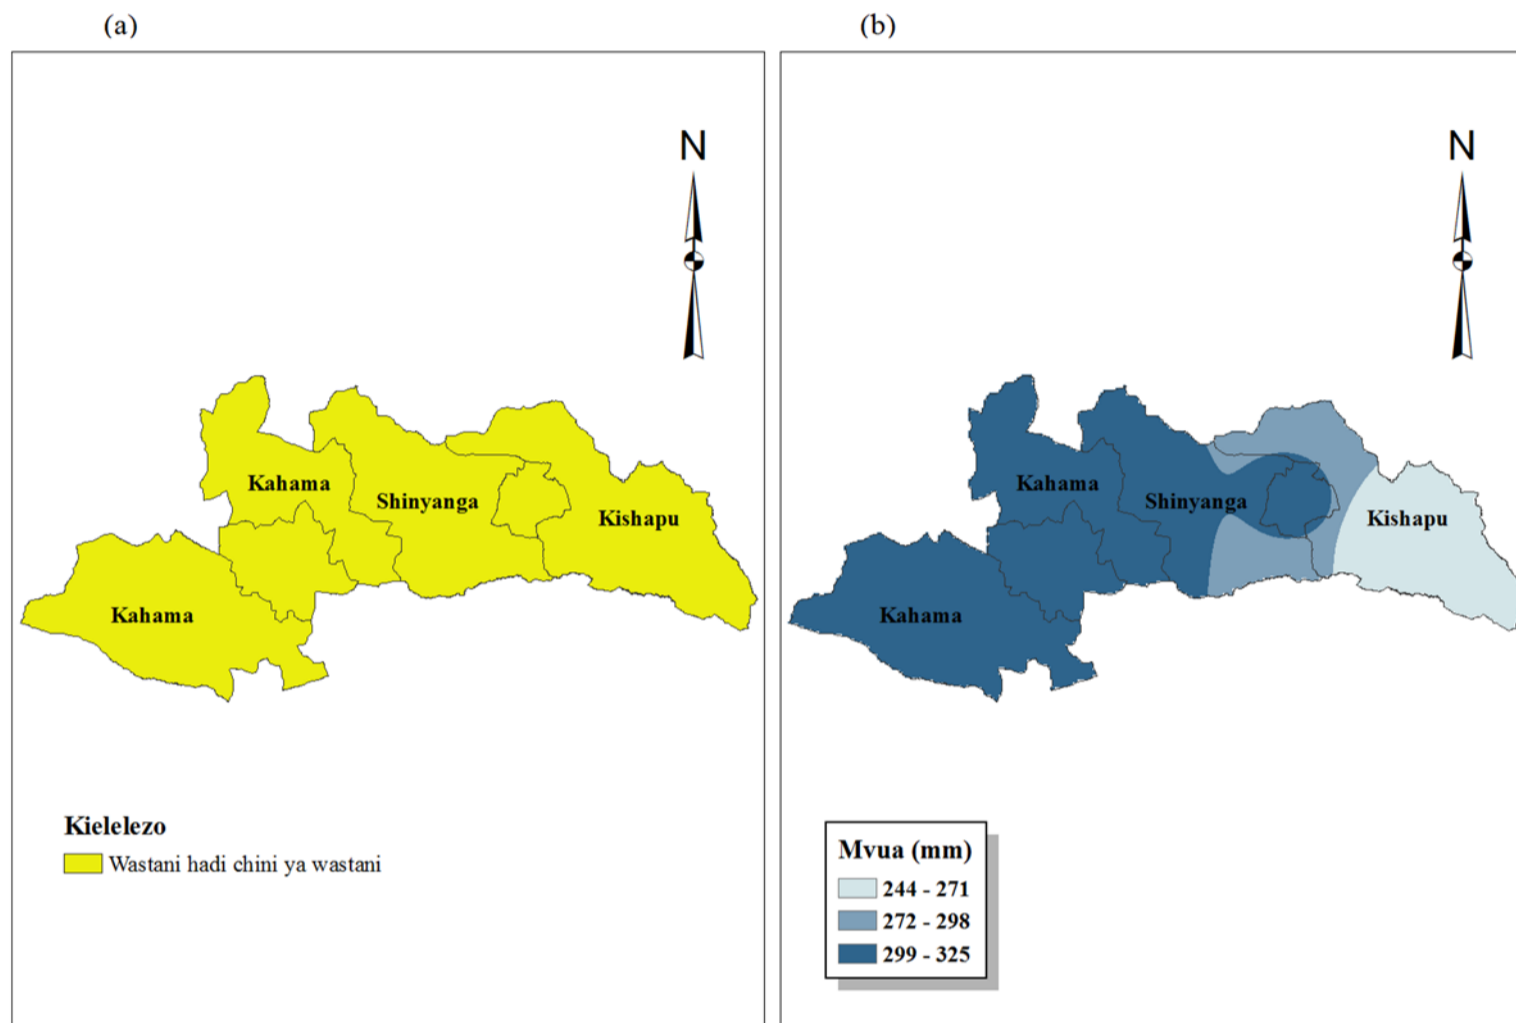 (a)
N
Kahama
Shinyanga
Kishapu
Kahama
Kielelezo
Wastani hadi chini ya wastani
(b)
N
Kahama
Shinyanga
Kishapu
Kahama
Mvua (mm)
244 - 271
272 - 298
299 - 325